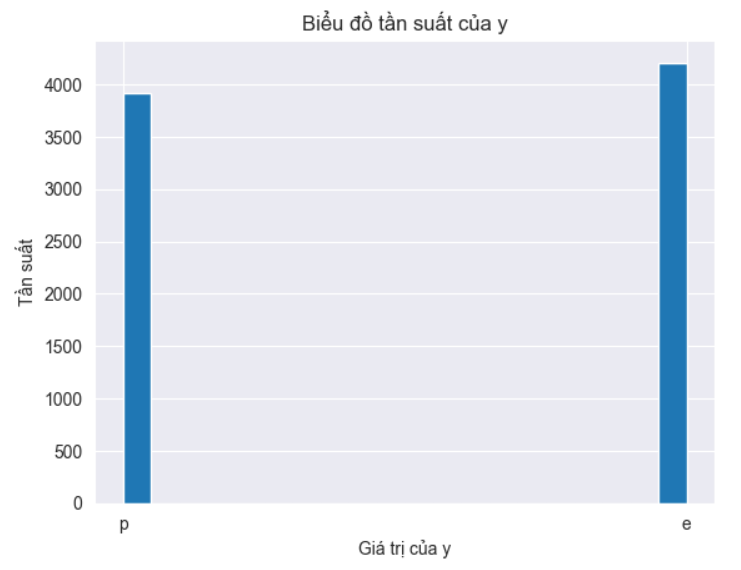 Biểu đồ tần suất của y
Tần suất
4000
3500
3000
2500
2000
1500
1000
500
0
p e
Giá trị của y